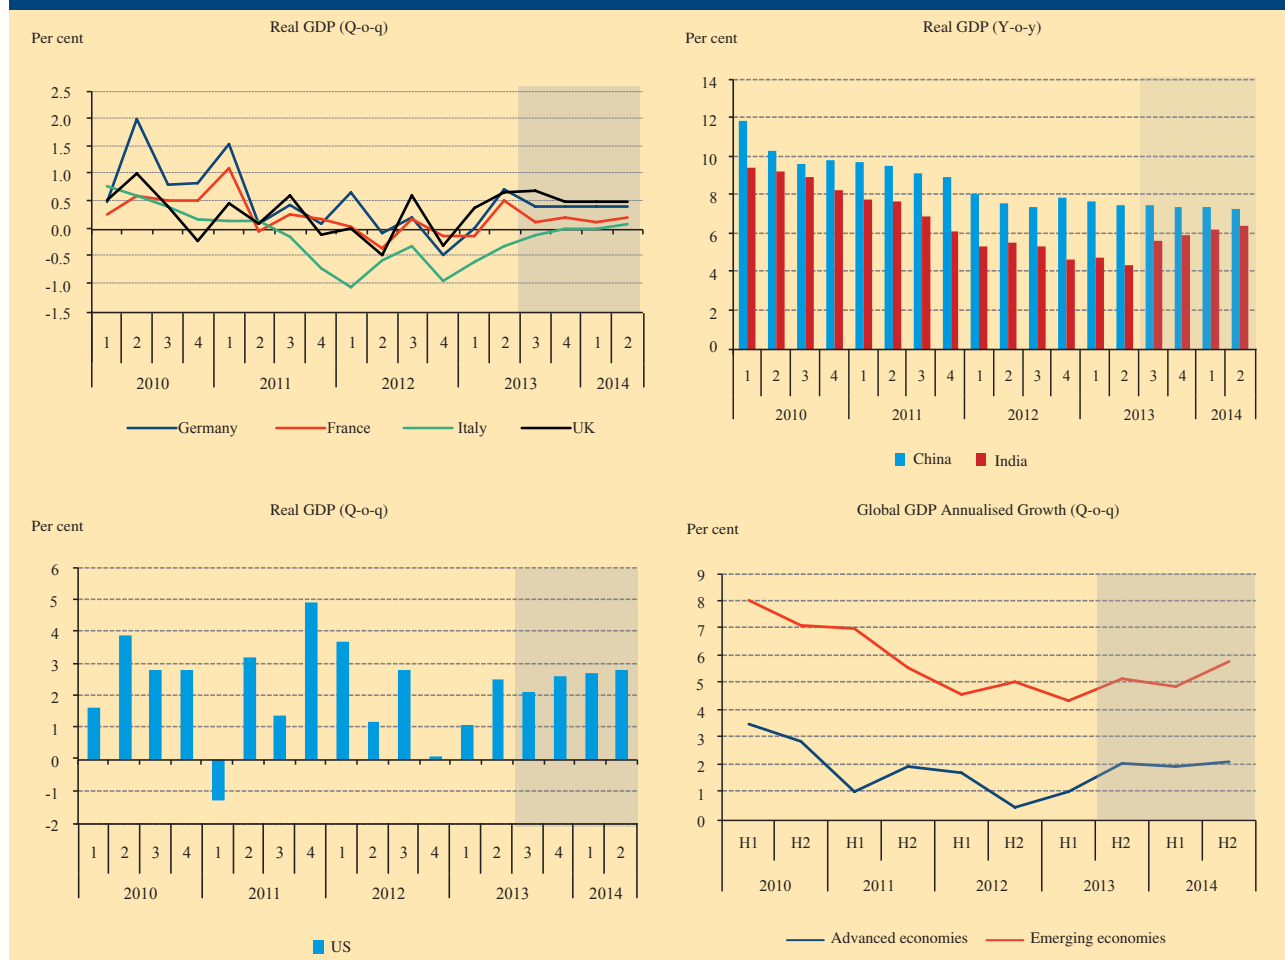 Real GDP (Q-o-q)
Per cent
2.5
2.0
1.5
1.0
0.5
0.0
-0.5
-1.0
-1.5
1 2 3 4 1 2 3 4 1 2 3 4 1 2 3 4 1 2
2010 2011 2012 2013 2014
Germany France Italy UK
Real GDP (Y-o-y)
Per cent
14
12
10
8
6
4
2
0
1 2 3 4 1 2 3 4 1 2 3 4 1 2 3 4 1 2
2010 2011 2012 2013 2014
China India
Real GDP (Q-o-q)
Per cent
6
5
4
3
2
1
0
-1
-2
1 2 3 4 1 2 3 4 1 2 3 4 1 2 3 4 1 2
2010 2011 2012 2013 2014
US
Global GDP Annualised Growth (Q-o-q)
Per cent
9
8
7
6
5
4
3
2
1
0
H1 H2 H1 H2 H1 H2 H1 H2 H1 H2
2010 2011 2012 2013 2014
Advanced economies Emerging economies